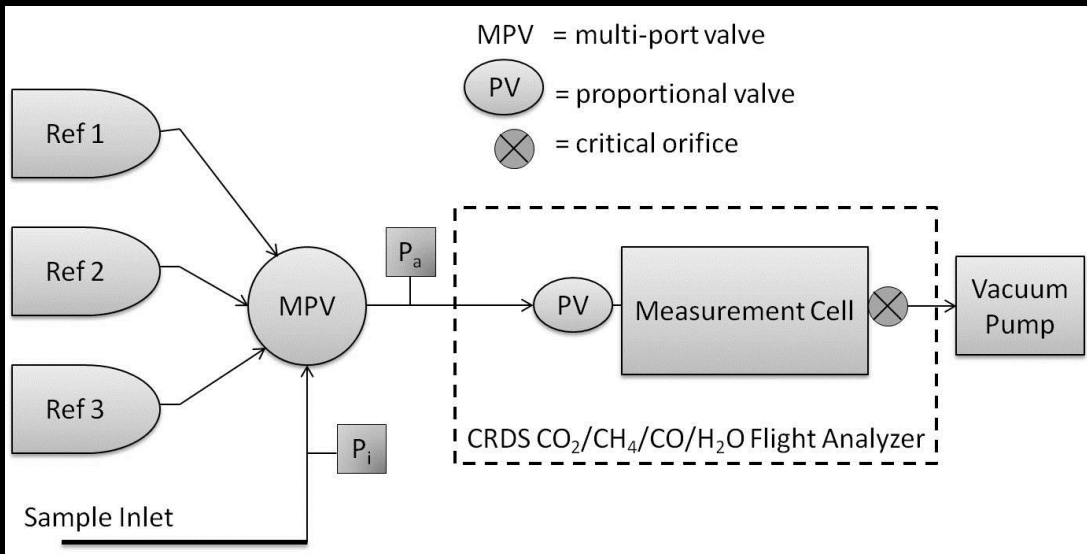 MPV = multi-port valve
PV = proportional valve
= critical orifice
Ref 1
Ref 2
Ref 3
MPV
Pₐ
Pᵢ
PV
Measurement Cell
Vacuum
Pump
CRDS CO₂/CH₄/CO/H₂O Flight Analyzer
Sample Inlet